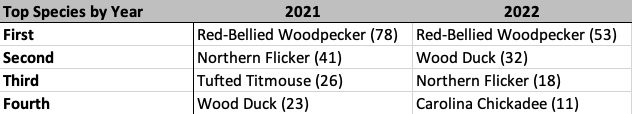 Top Species by Year 2021 2022
First Red-Bellied Woodpecker (78) Red-Bellied Woodpecker (53)
Second Northern Flicker (41) Wood Duck (32)
Third Tufted Titmouse (26) Northern Flicker (18)
Fourth Wood Duck (23) Carolina Chickadee (11)